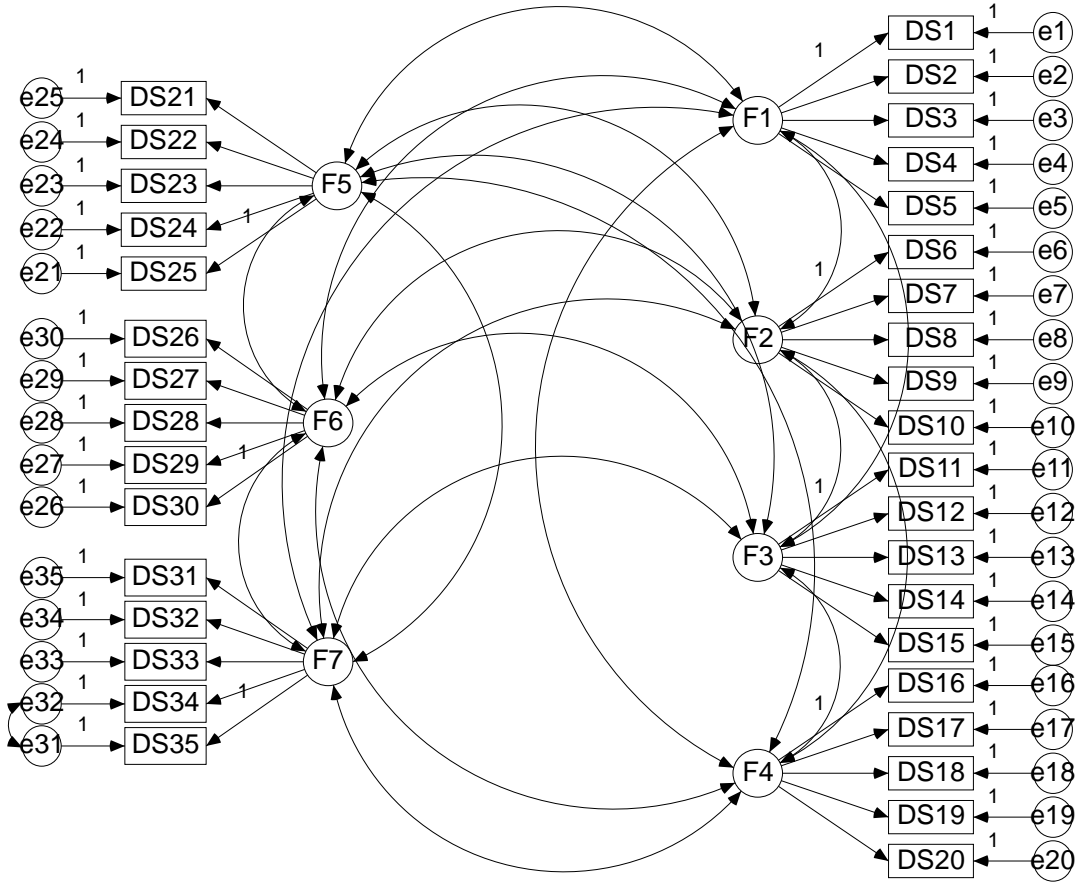 1 DS1 1 e1
DS2 1 e2
F1 DS3 1 e3
DS4 1 e4
DS5 1 e5
1 DS6 1 e6
DS7 1 e7
F2 DS8 1 e8
DS9 1 e9
DS10 1 e10
1 DS11 1 e11
DS12 1 e12
F3 DS13 1 e13
DS14 1 e14
DS15 1 e15
1 DS16 1 e16
DS17 1 e17
F4 DS18 1 e18
DS19 1 e19
DS20 1 e20
e25 1 DS21
e24 1 DS22
e23 1 DS23 F5
e22 1 DS24 1
e21 1 DS25
e30 1 DS26
e29 1 DS27
e28 1 DS28 F6
e27 1 DS29 1
e26 1 DS30
e35 1 DS31
e34 1 DS32
e33 1 DS33 F7
e32 1 DS34 1
e31 1 DS35